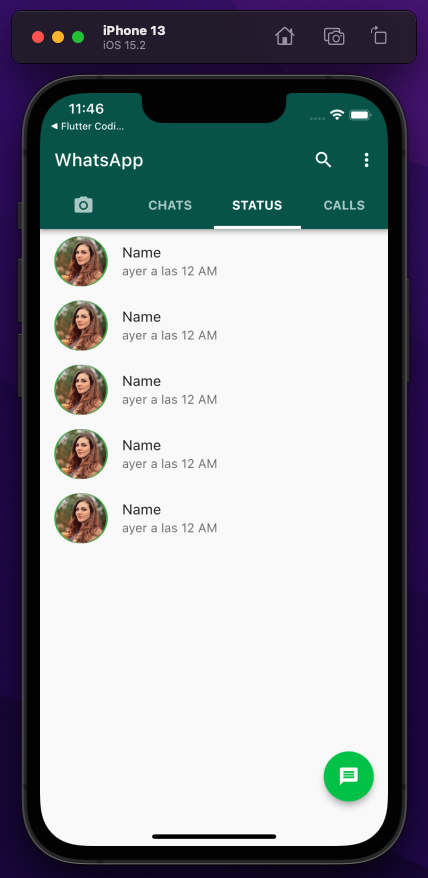 iPhone 13
iOS 15.2
11:46
◀ Flutter Codi...
WhatsApp
CHATS STATUS CALLS
Name
ayer a las 12 AM
Name
ayer a las 12 AM
Name
ayer a las 12 AM
Name
ayer a las 12 AM
Name
ayer a las 12 AM